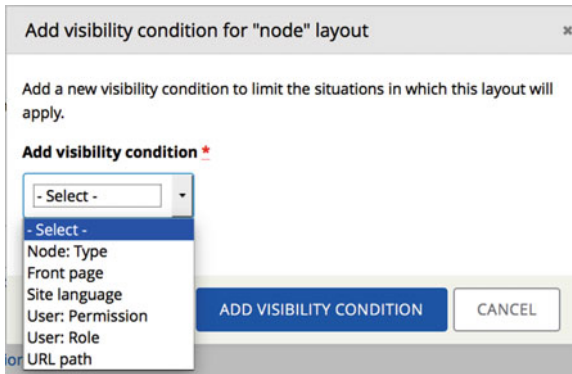 Add visibility condition for "node" layout
Add a new visibility condition to limit the situations in which this layout will
apply.
Add visibility condition *
- Select -
- Select -
Node: Type
Front page
Site language
User: Permission
User: Role
URL path
ADD VISIBILITY CONDITION
CANCEL